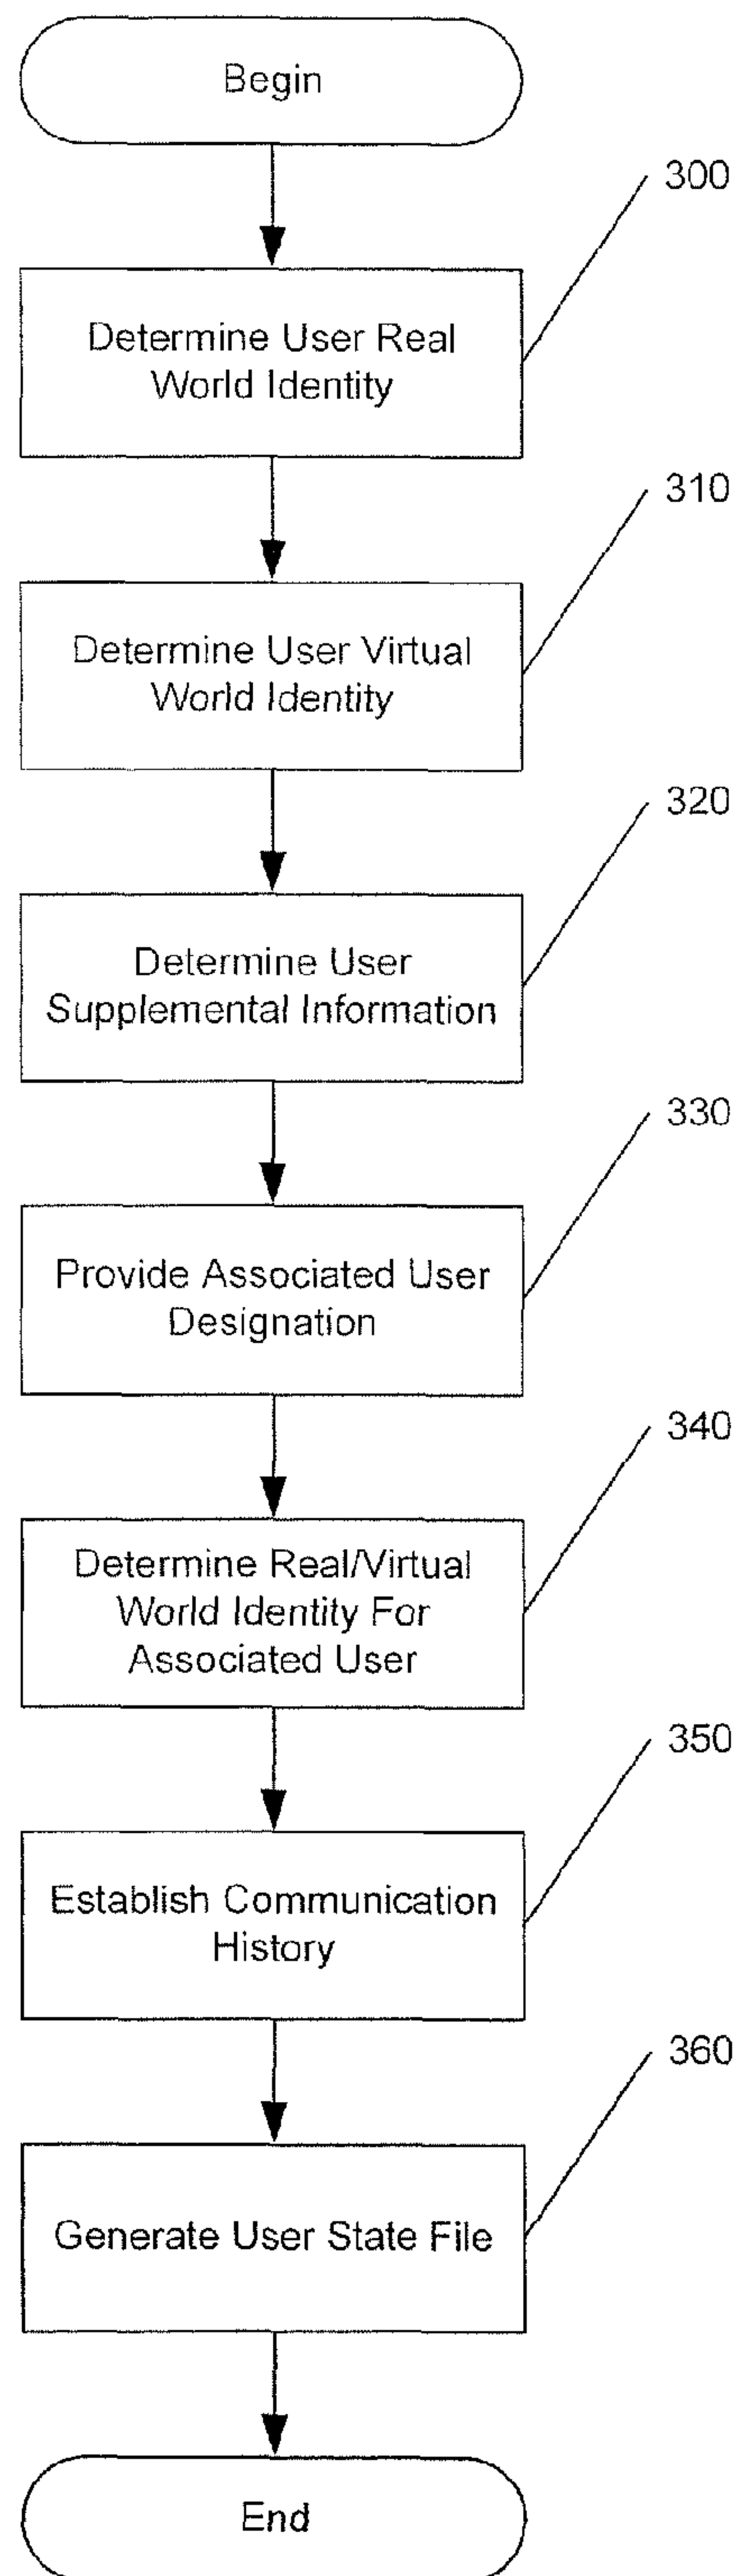 Begin
300
Determine User Real
World Identity
310
Determine User Virtual
World Identity
320
Determine User
Supplemental Information
330
Provide Associated User
Designation
340
Determine Real/Virtual
World Identity For
Associated User
350
Establish Communication
History
360
Generate User State File
End